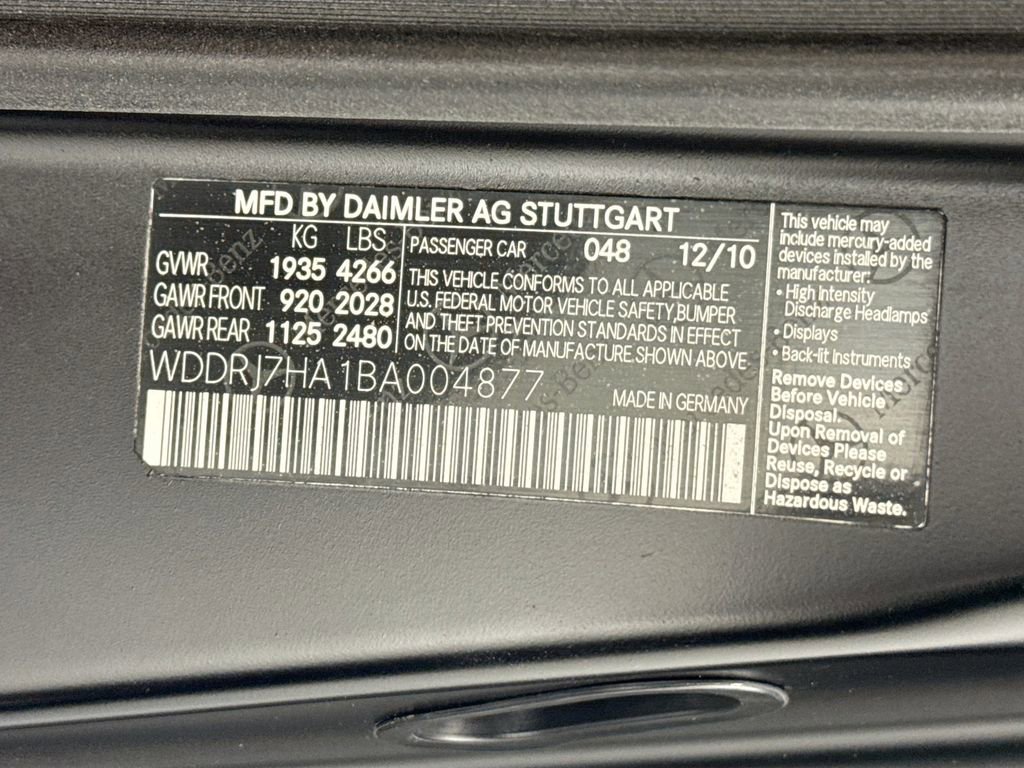 MFD BY DAIMLER AG STUTTGART
KG LBS
GVWR 1935 4266
GAWR FRONT 920 2028
GAWR REAR 1125 2480
PASSENGER CAR 048 12/10
THIS VEHICLE CONFORMS TO ALL APPLICABLE
U.S. FEDERAL MOTOR VEHICLE SAFETY,BUMPER
AND THEFT PREVENTION STANDARDS IN EFFECT
ON THE DATE OF MANUFACTURE.SHOWN ABOVE.
WDDRJ7HA1BA004877
MADE IN GERMANY
This vehicle may
include mercury-added
devices installed by the
manufacturer:
• High Intensity
Discharge Headlamps
• Displays
• Back-lit Instruments
Remove Devices
Before Vehicle
Disposal.
Upon Removal of
Devices Please
Reuse, Recycle or
Dispose as
Hazardous Waste.